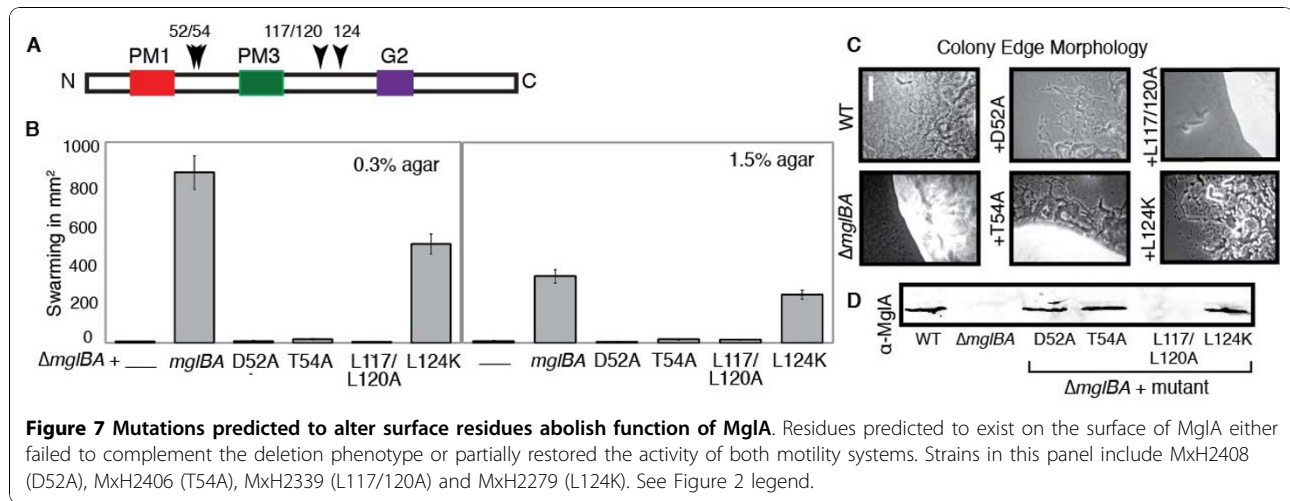 A
52/54
117/120
124
PM1
PM3
G2
N
C
B
Swarming in mm²
1000
800
600
400
200
0
0.3% agar
1.5% agar
ΔmglBA + ___ mglBA D52A T54A L117/ L124K ___ mglBA D52A T54A L117/ L124K
L120A L120A
C
Colony Edge Morphology
WT
+D52A
+L117/120A
ΔmglBA
+T54A
+L124K
D
α-MglA
WT ΔmglBA D52A T54A L117/ L124K
L120A
ΔmglBA + mutant
Figure 7 Mutations predicted to alter surface residues abolish function of MglA. Residues predicted to exist on the surface of MglA either
failed to complement the deletion phenotype or partially restored the activity of both motility systems. Strains in this panel include MxH2408
(D52A), MxH2406 (T54A), MxH2339 (L117/120A) and MxH2279 (L124K). See Figure 2 legend.